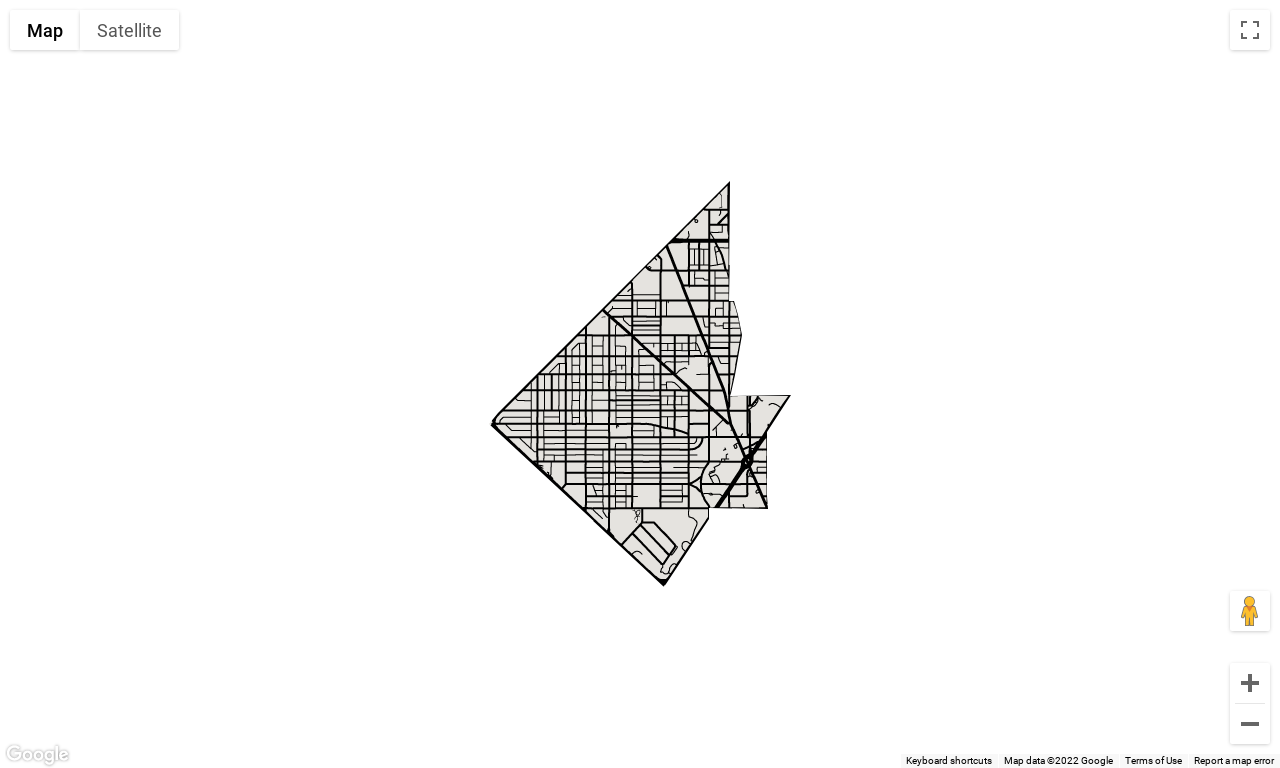 Map
Satellite
Google
Keyboard shortcuts
Map data ©2022 Google
Terms of Use
Report a map error